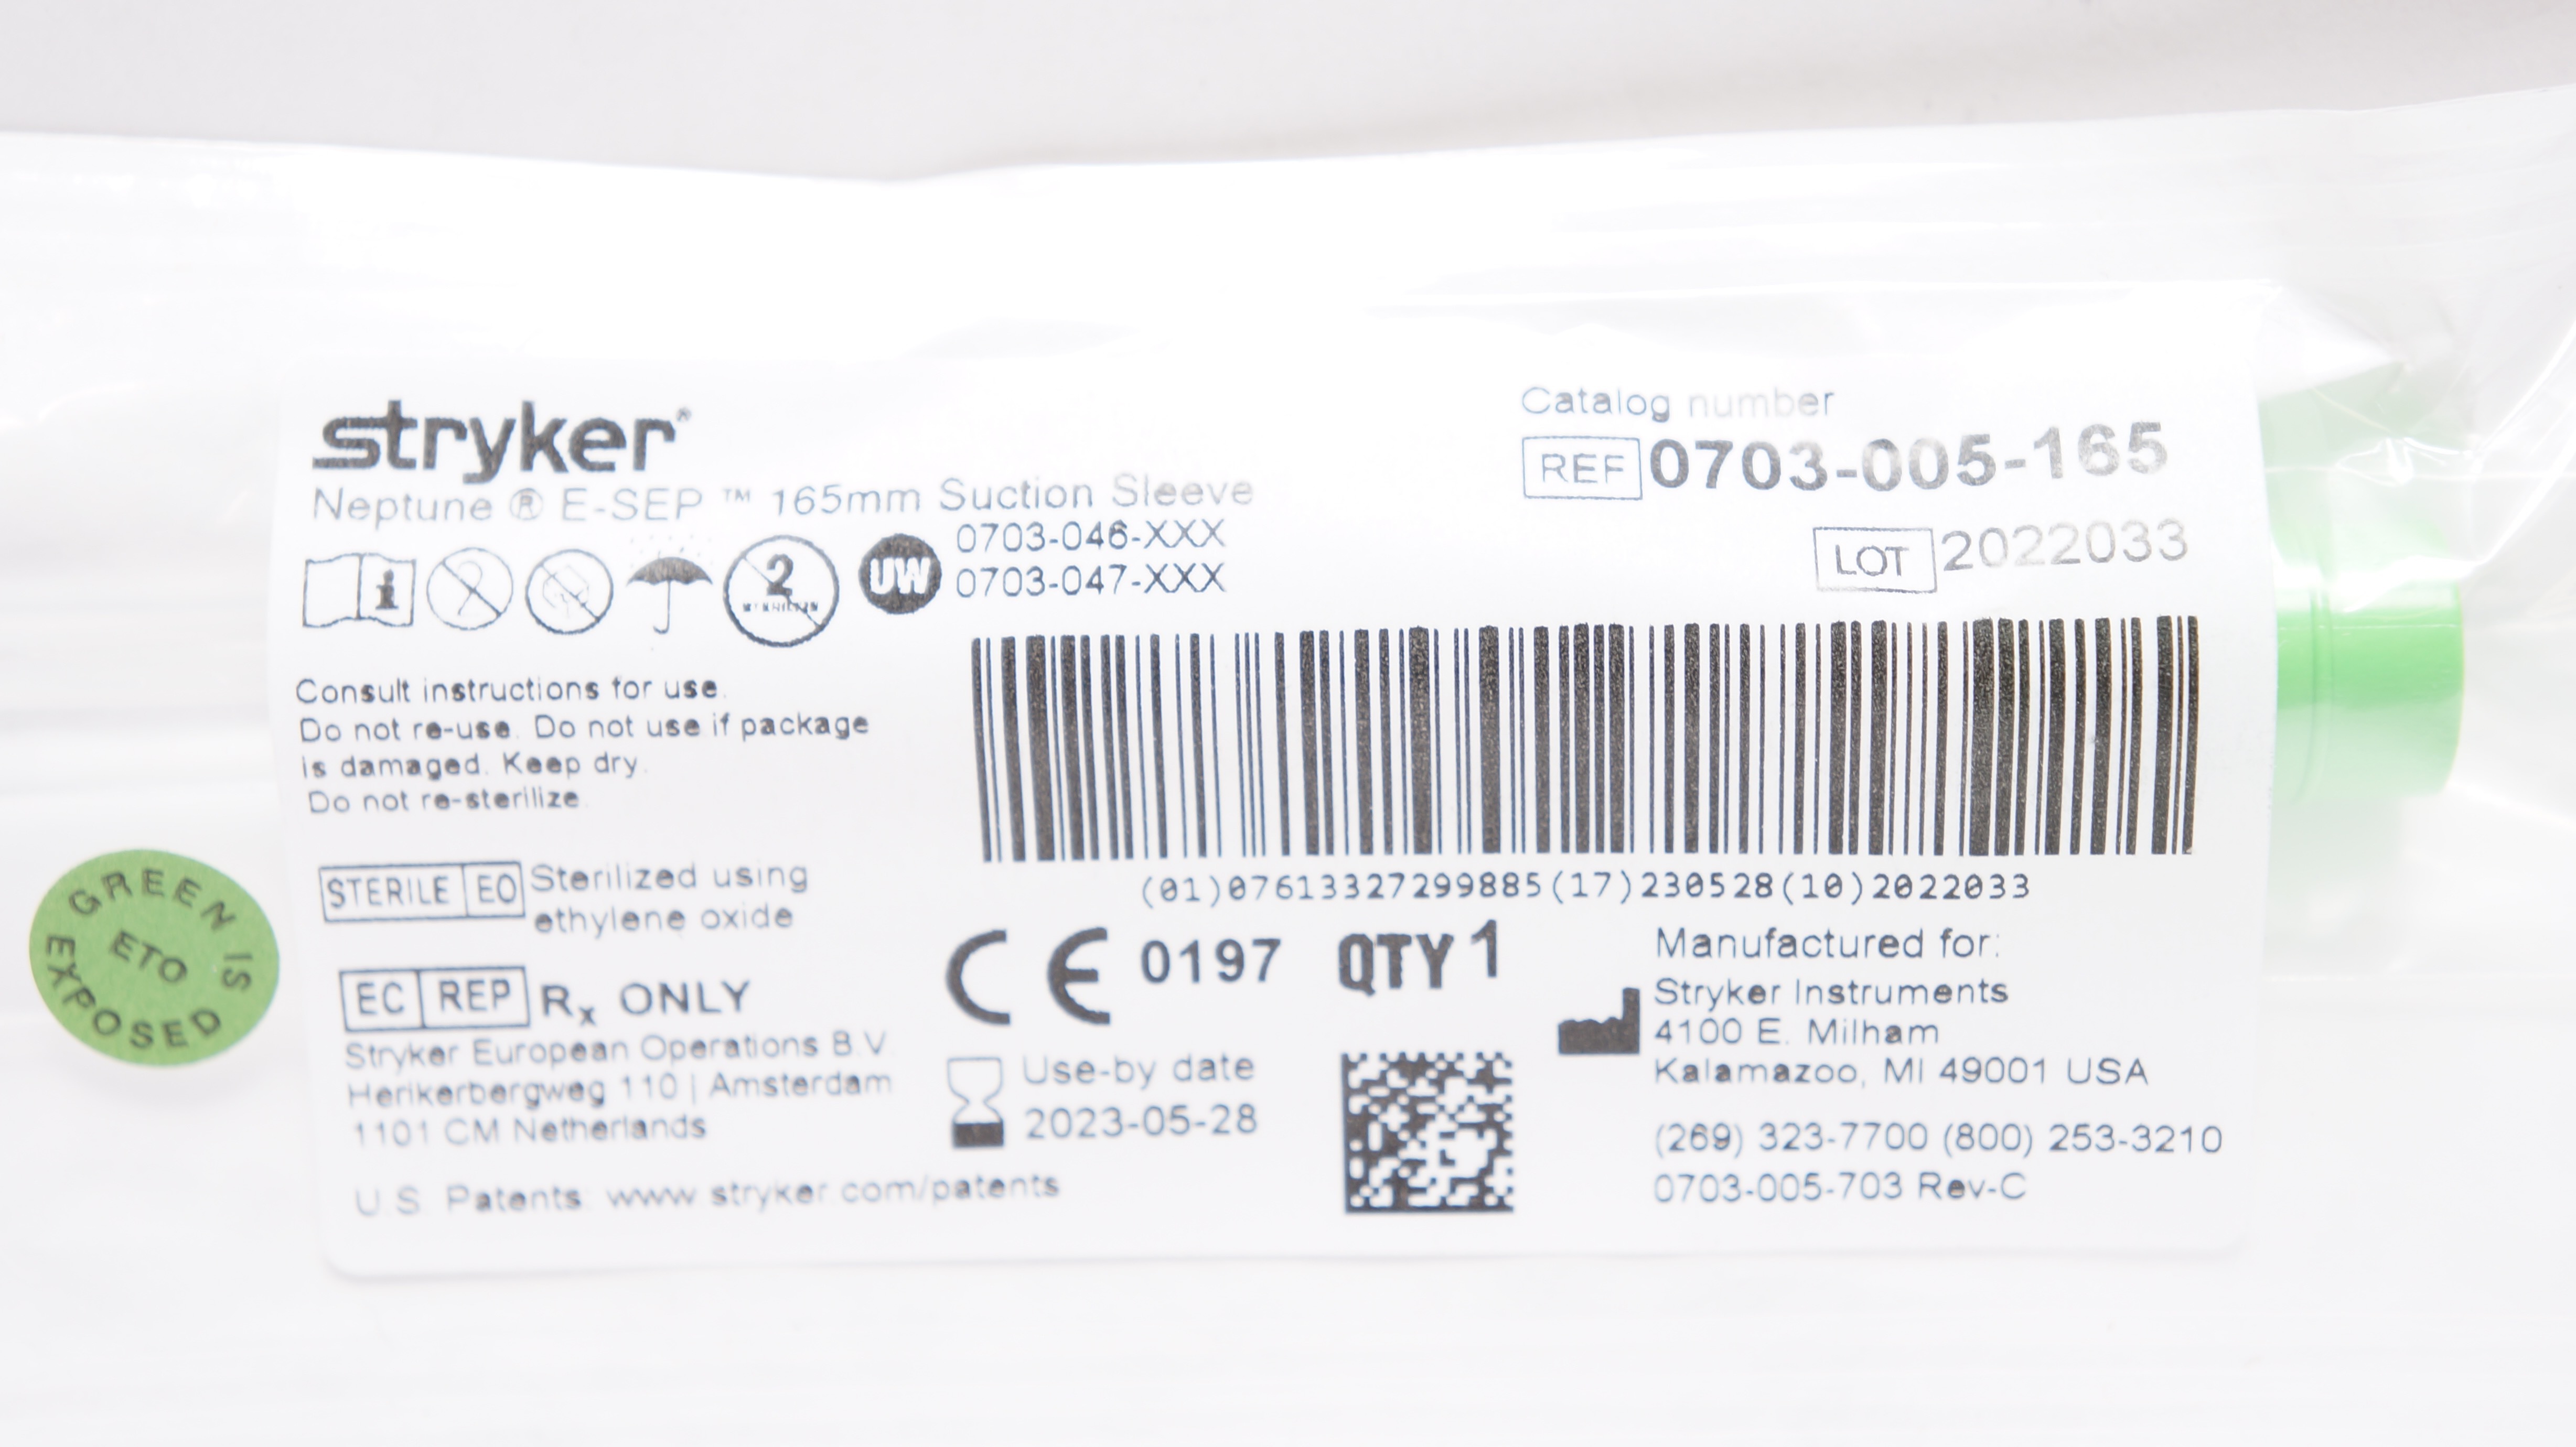 stryker®
Neptune ® E-SEP ™ 165mm Suction Sleeve
Catalog number
REF 0703-005-165
LOT 2022033
2
UW
0703-046-XXX
0703-047-XXX
Consult instructions for use.
Do not re-use. Do not use if package
is damaged. Keep dry.
Do not re-sterilize.
(01)07613327299885(17)230528(10)2022033
STERILE EO Sterilized using
ethylene oxide
GREEN IS
ETO
EXPOSED
EC REP Rx ONLY
Stryker European Operations B.V.
Herikerbergweg 110 | Amsterdam
1101 CM Netherlands
U.S. Patents: www.stryker.com/patents
CE 0197 QTY 1
Use-by date
2023-05-28
Manufactured for:
Stryker Instruments
4100 E. Milham
Kalamazoo, MI 49001 USA
(269) 323-7700 (800) 253-3210
0703-005-703 Rev-C